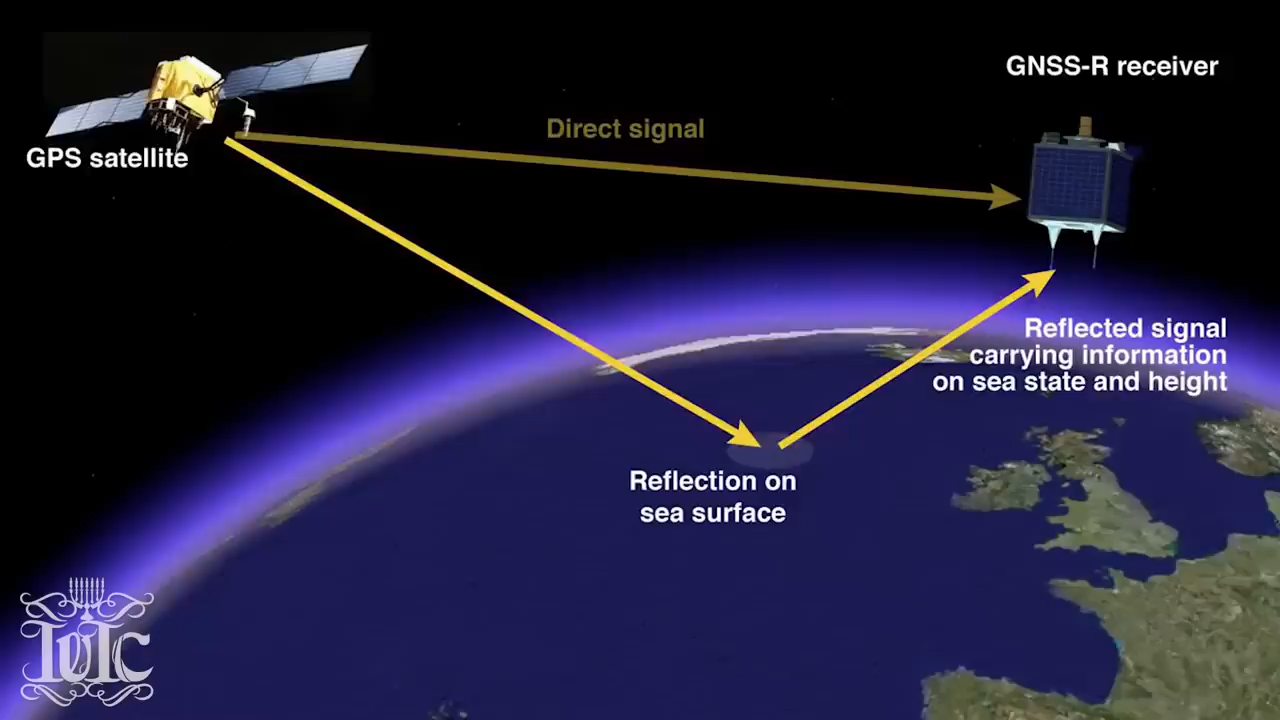 GNSS-R receiver
Direct signal
GPS satellite
Reflected signal
carrying information
on sea state and height
Reflection on
sea surface
IUIC